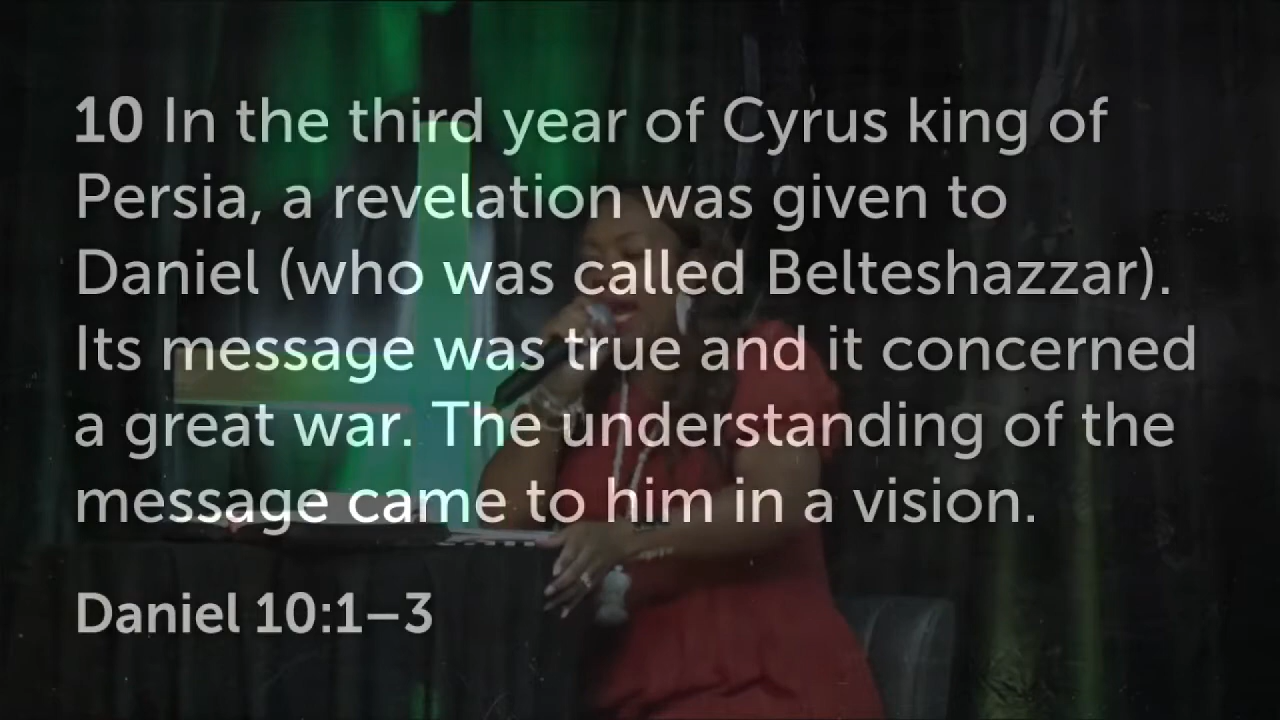 10 In the third year of Cyrus king of
Persia, a revelation was given to
Daniel (who was called Belteshazzar).
Its message was true and it concerned
a great war. The understanding of the
message came to him in a vision.
Daniel 10:1–3